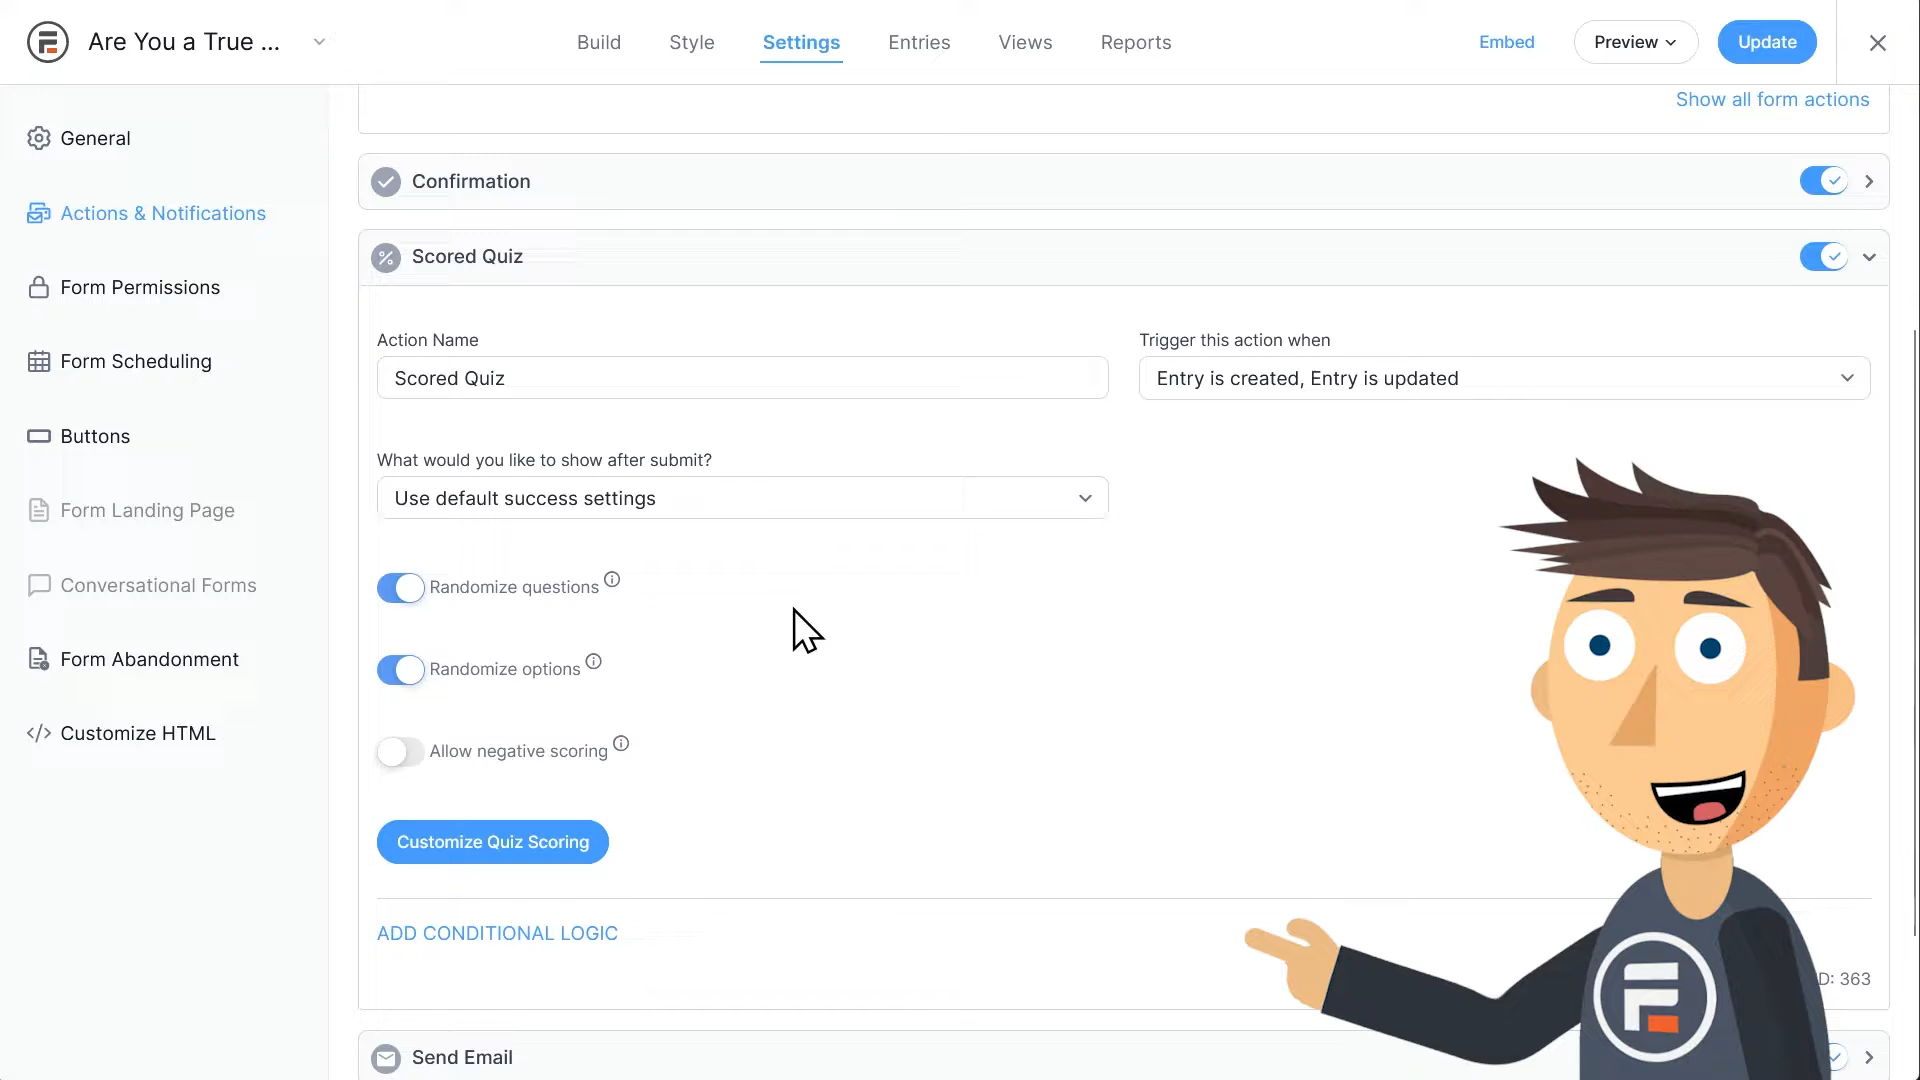 Are You a True ...
Build
Style
Settings
Entries
Views
Reports
Embed
Preview
Update
General
Actions & Notifications
Form Permissions
Form Scheduling
Buttons
Form Landing Page
Conversational Forms
Form Abandonment
Customize HTML
Show all form actions
Confirmation
Scored Quiz
Action Name
Scored Quiz
Trigger this action when
Entry is created, Entry is updated
What would you like to show after submit?
Use default success settings
Randomize questions
Randomize options
Allow negative scoring
Customize Quiz Scoring
ADD CONDITIONAL LOGIC
D: 363
Send Email